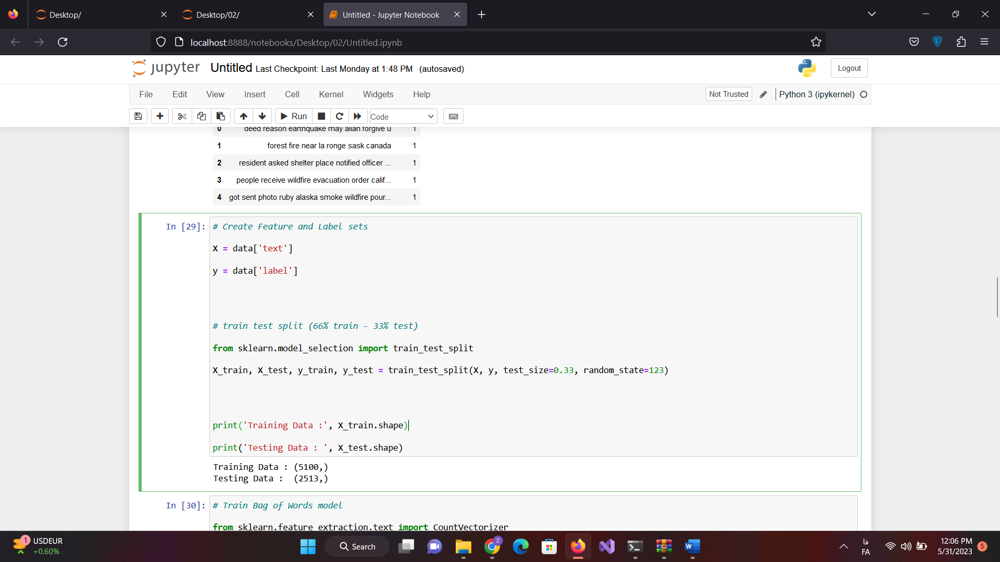 Desktop/
Desktop/02/
Untitled - Jupyter Notebook
localhost:8888/notebooks/Desktop/02/Untitled.ipynb
jupyter Untitled Last Checkpoint: Last Monday at 1:48 PM (autosaved)
Logout
File Edit View Insert Cell Kernel Widgets Help
Not Trusted Python 3 (ipykernel)
Run Code
0 deed reason earthquake may allah forgive u 1
1 forest fire near la ronge sask canada 1
2 resident asked shelter place notified officer ... 1
3 people receive wildfire evacuation order calif... 1
4 got sent photo ruby alaska smoke wildfire pour... 1
In [29]: # Create Feature and Label sets
X = data['text']
y = data['label']
# train test split (66% train - 33% test)
from sklearn.model_selection import train_test_split
X_train, X_test, y_train, y_test = train_test_split(X, y, test_size=0.33, random_state=123)
print('Training Data :', X_train.shape)
print('Testing Data : ', X_test.shape)
Training Data : (5100,)
Testing Data :  (2513,)
In [30]: # Train Bag of Words model
from sklearn.feature_extraction.text import CountVectorizer
1
USDEUR
+0.60%
Search
Z
فا
FA
12:06 PM
5/31/2023
5